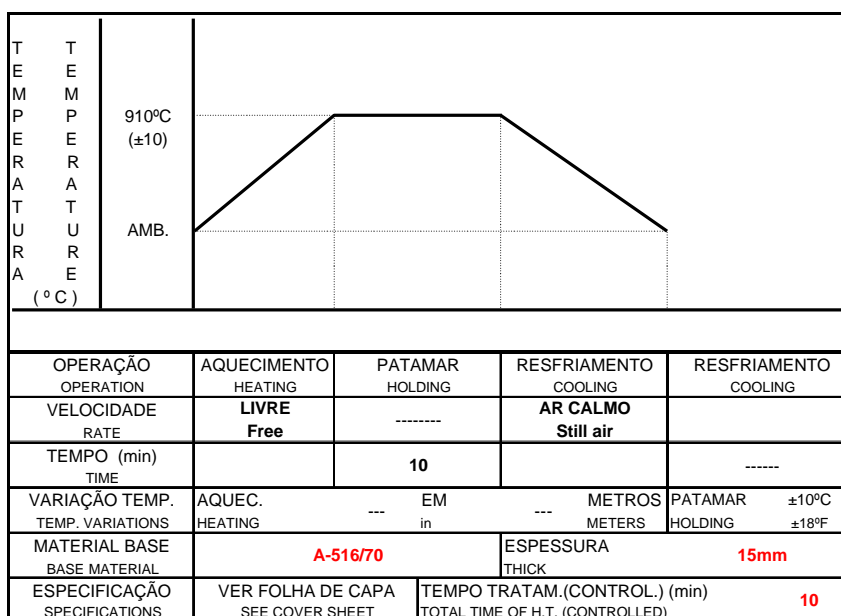 TEMPERATURA
TEMPERATURE
(ºC)
910ºC
(±10)
AMB.
OPERAÇÃO
OPERATION
AQUECIMENTO
HEATING
PATAMAR
HOLDING
RESFRIAMENTO
COOLING
RESFRIAMENTO
COOLING
VELOCIDADE
RATE
LIVRE
Free
--------
AR CALMO
Still air
TEMPO (min)
TIME
10
------
VARIAÇÃO TEMP.
TEMP. VARIATIONS
AQUEC. --- EM --- METROS
HEATING in METERS
PATAMAR ±10ºC
HOLDING ±18ºF
MATERIAL BASE
BASE MATERIAL
A-516/70
ESPESSURA
THICK
15mm
ESPECIFICAÇÃO
SPECIFICATIONS
VER FOLHA DE CAPA
SEE COVER SHEET
TEMPO TRATAM.(CONTROL.) (min)
TOTAL TIME OF H.T. (CONTROLLED)
10